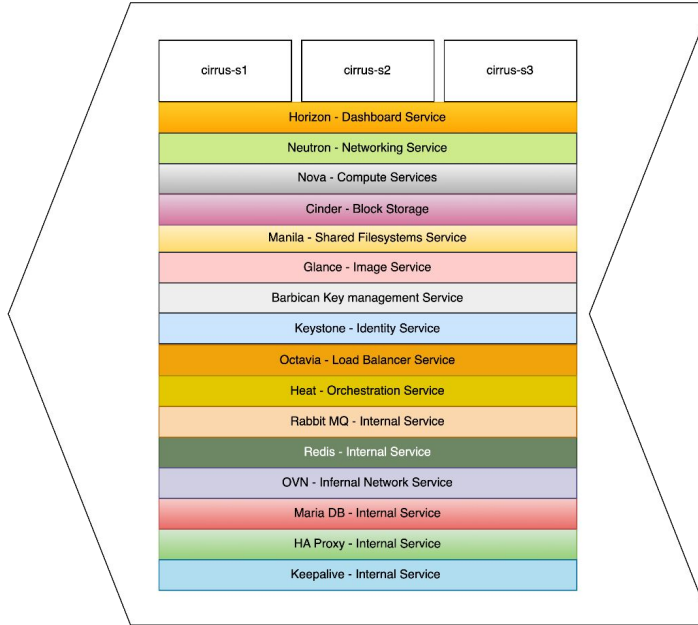 cirrus-s1 cirrus-s2 cirrus-s3
Horizon - Dashboard Service
Neutron - Networking Service
Nova - Compute Services
Cinder - Block Storage
Manila - Shared Filesystems Service
Glance - Image Service
Barbican Key management Service
Keystone - Identity Service
Octavia - Load Balancer Service
Heat - Orchestration Service
Rabbit MQ - Internal Service
Redis - Internal Service
OVN - Infernal Network Service
Maria DB - Internal Service
HA Proxy - Internal Service
Keepalive - Internal Service